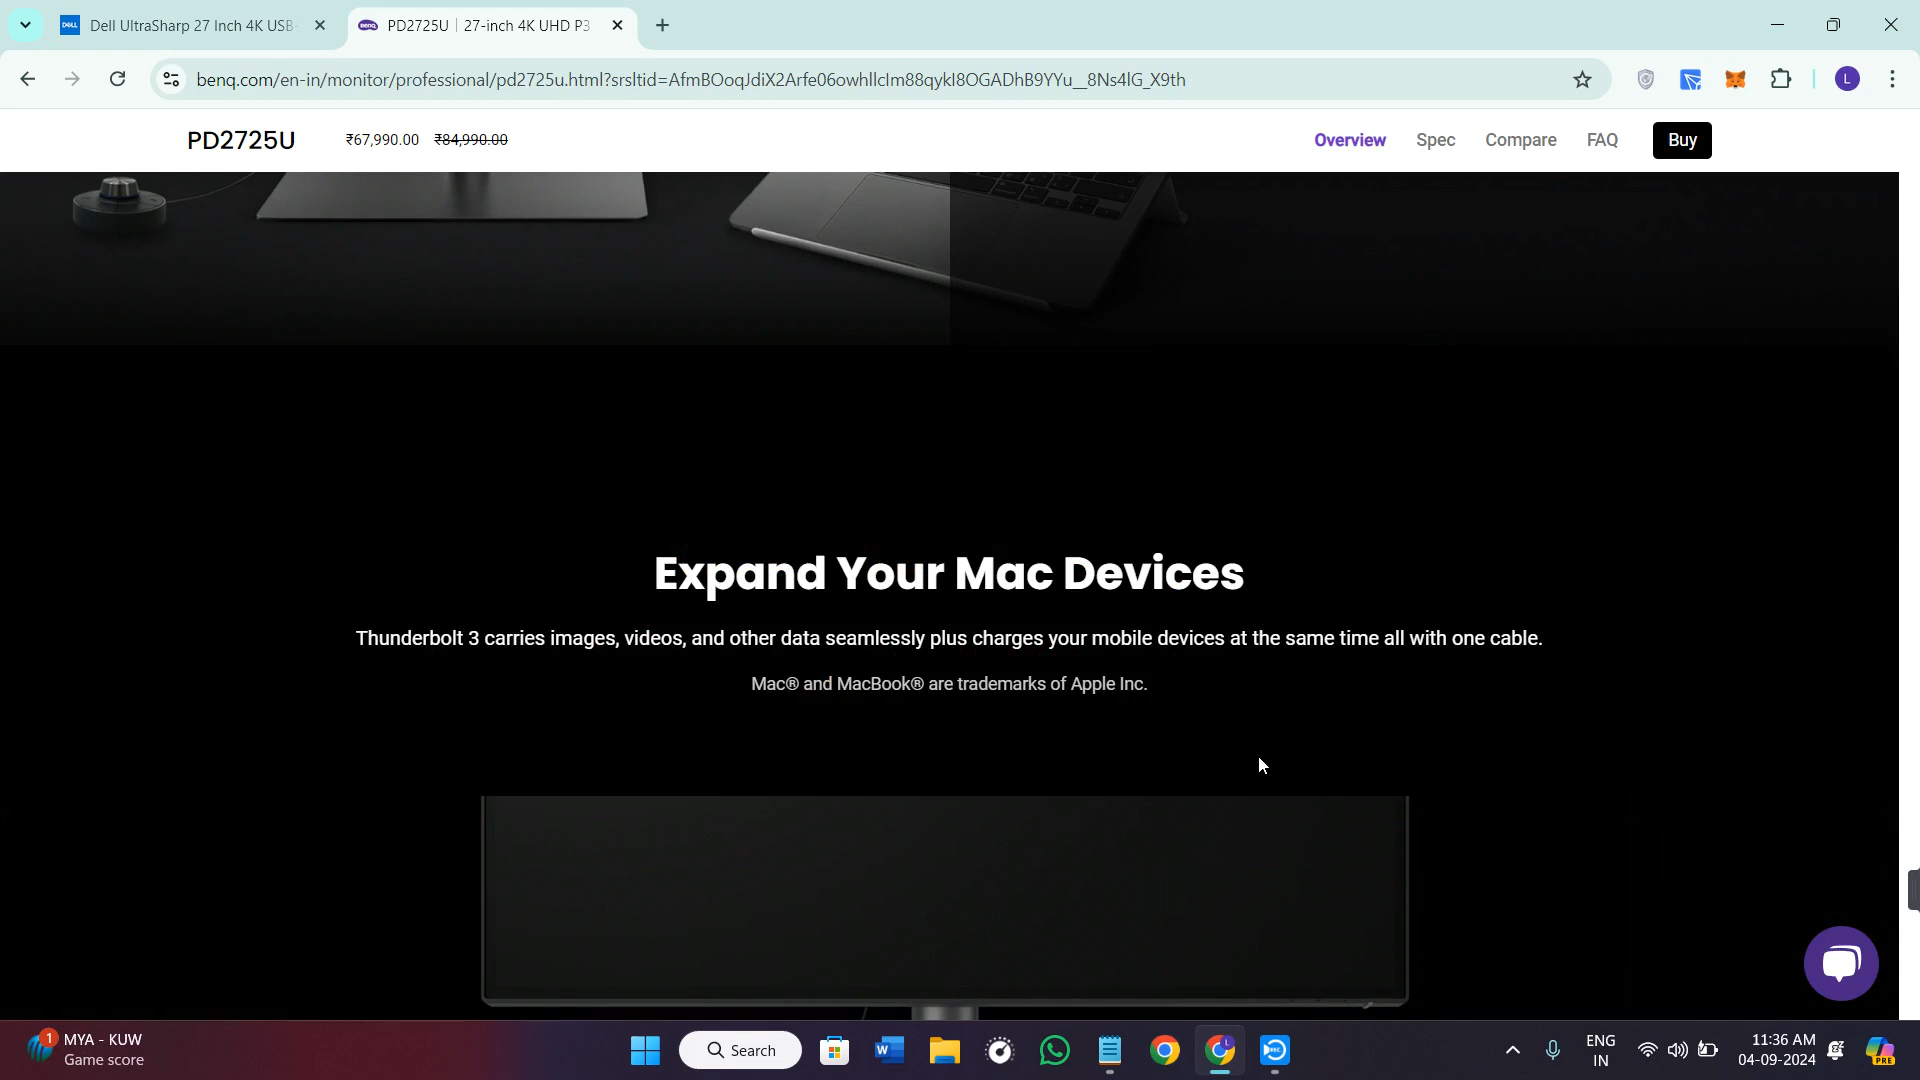 Dell UltraSharp 27 Inch 4K USB-
PD2725U | 27-inch 4K UHD P3
benq.com/en-in/monitor/professional/pd2725u.html?srsltid=AfmBOoqJdiX2Arfe06owhllclm88qykI8OGADhB9YYu__8Ns4lG_X9th
L
PD2725U ₹67,990.00 ₹84,990.00 Overview Spec Compare FAQ Buy
Expand Your Mac Devices
Thunderbolt 3 carries images, videos, and other data seamlessly plus charges your mobile devices at the same time all with one cable.
Mac® and MacBook® are trademarks of Apple Inc.
1 MYA - KUW
Game score
Search
ENG
IN
11:36 AM
04-09-2024
PRE